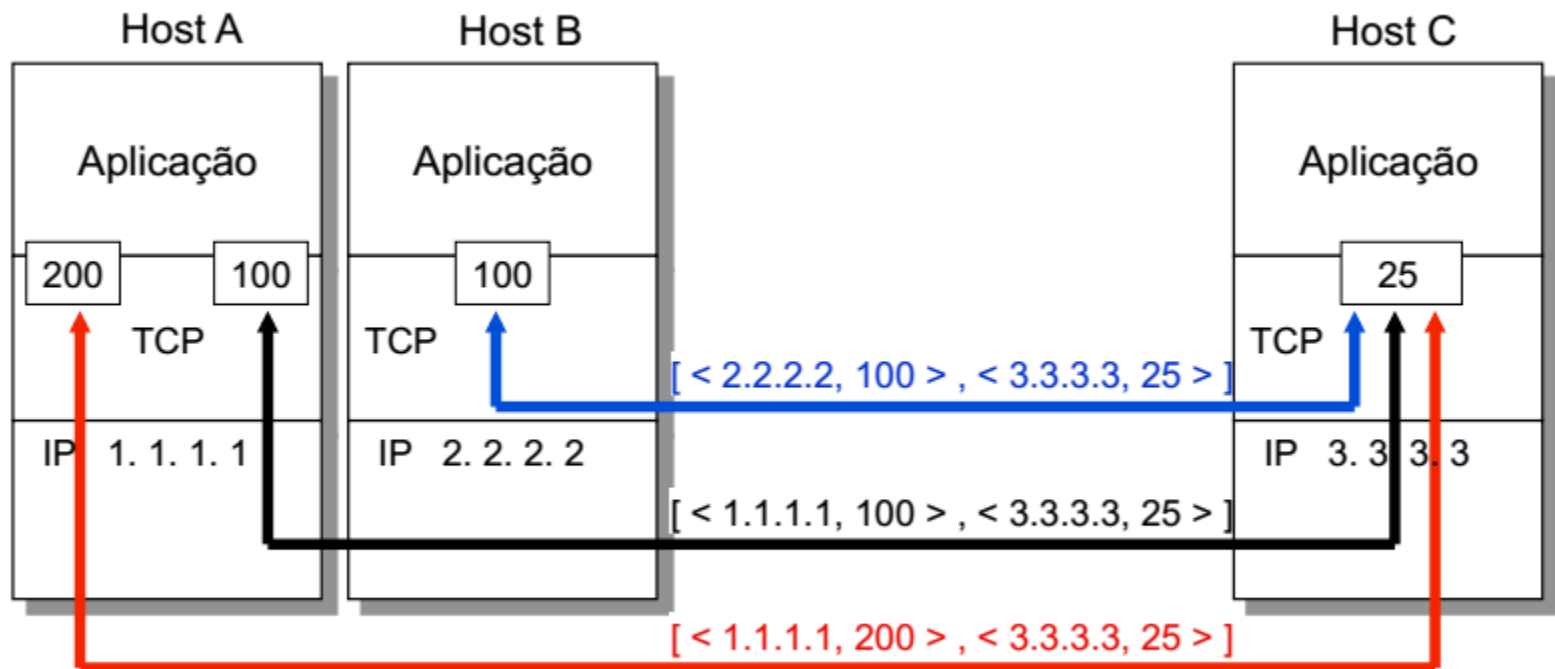 Host A
Host B
Host C
Aplicação
Aplicação
Aplicação
200
100
100
25
TCP
TCP
TCP
[ < 2.2.2.2, 100 > , < 3.3.3.3, 25 > ]
IP 1. 1. 1. 1
IP 2. 2. 2. 2
IP 3. 3. 3. 3
[ < 1.1.1.1, 100 > , < 3.3.3.3, 25 > ]
[ < 1.1.1.1, 200 > , < 3.3.3.3, 25 > ]